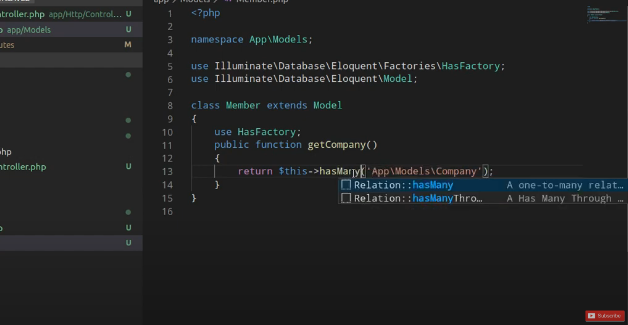 ntroller.php app/Http/Control... U
app/Models U
app > Models > Member.php
utes M
hp
ntroller.php U
U
U
1 <?php
2
3 namespace App\Models;
4
5 use Illuminate\Database\Eloquent\Factories\HasFactory;
6 use Illuminate\Database\Eloquent\Model;
7
8 class Member extends Model
9 {
10 use HasFactory;
11 public function getCompany()
12 {
13 return $this->hasMany('App\Models\Company');
14 }
15 }
16
Relation::hasMany A one-to-many relat...
Relation::hasManyThro... A Has Many Through ...
Subscribe